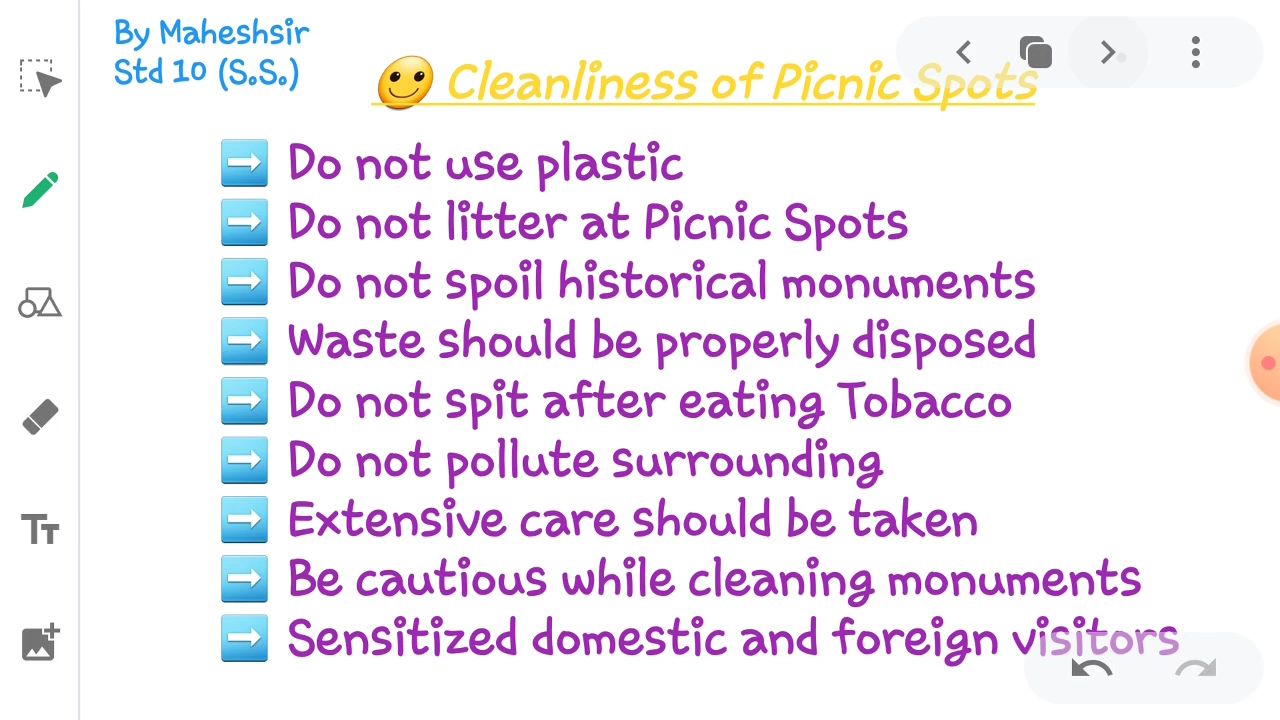 By Maheshsir
Std 10 (S.S.)
Cleanliness of Picnic Spots
Do not use plastic
Do not litter at Picnic Spots
Do not spoil historical monuments
Waste should be properly disposed
Do not spit after eating Tobacco
Do not pollute surrounding
Extensive care should be taken
Be cautious while cleaning monuments
Sensitized domestic and foreign visitors
Tт